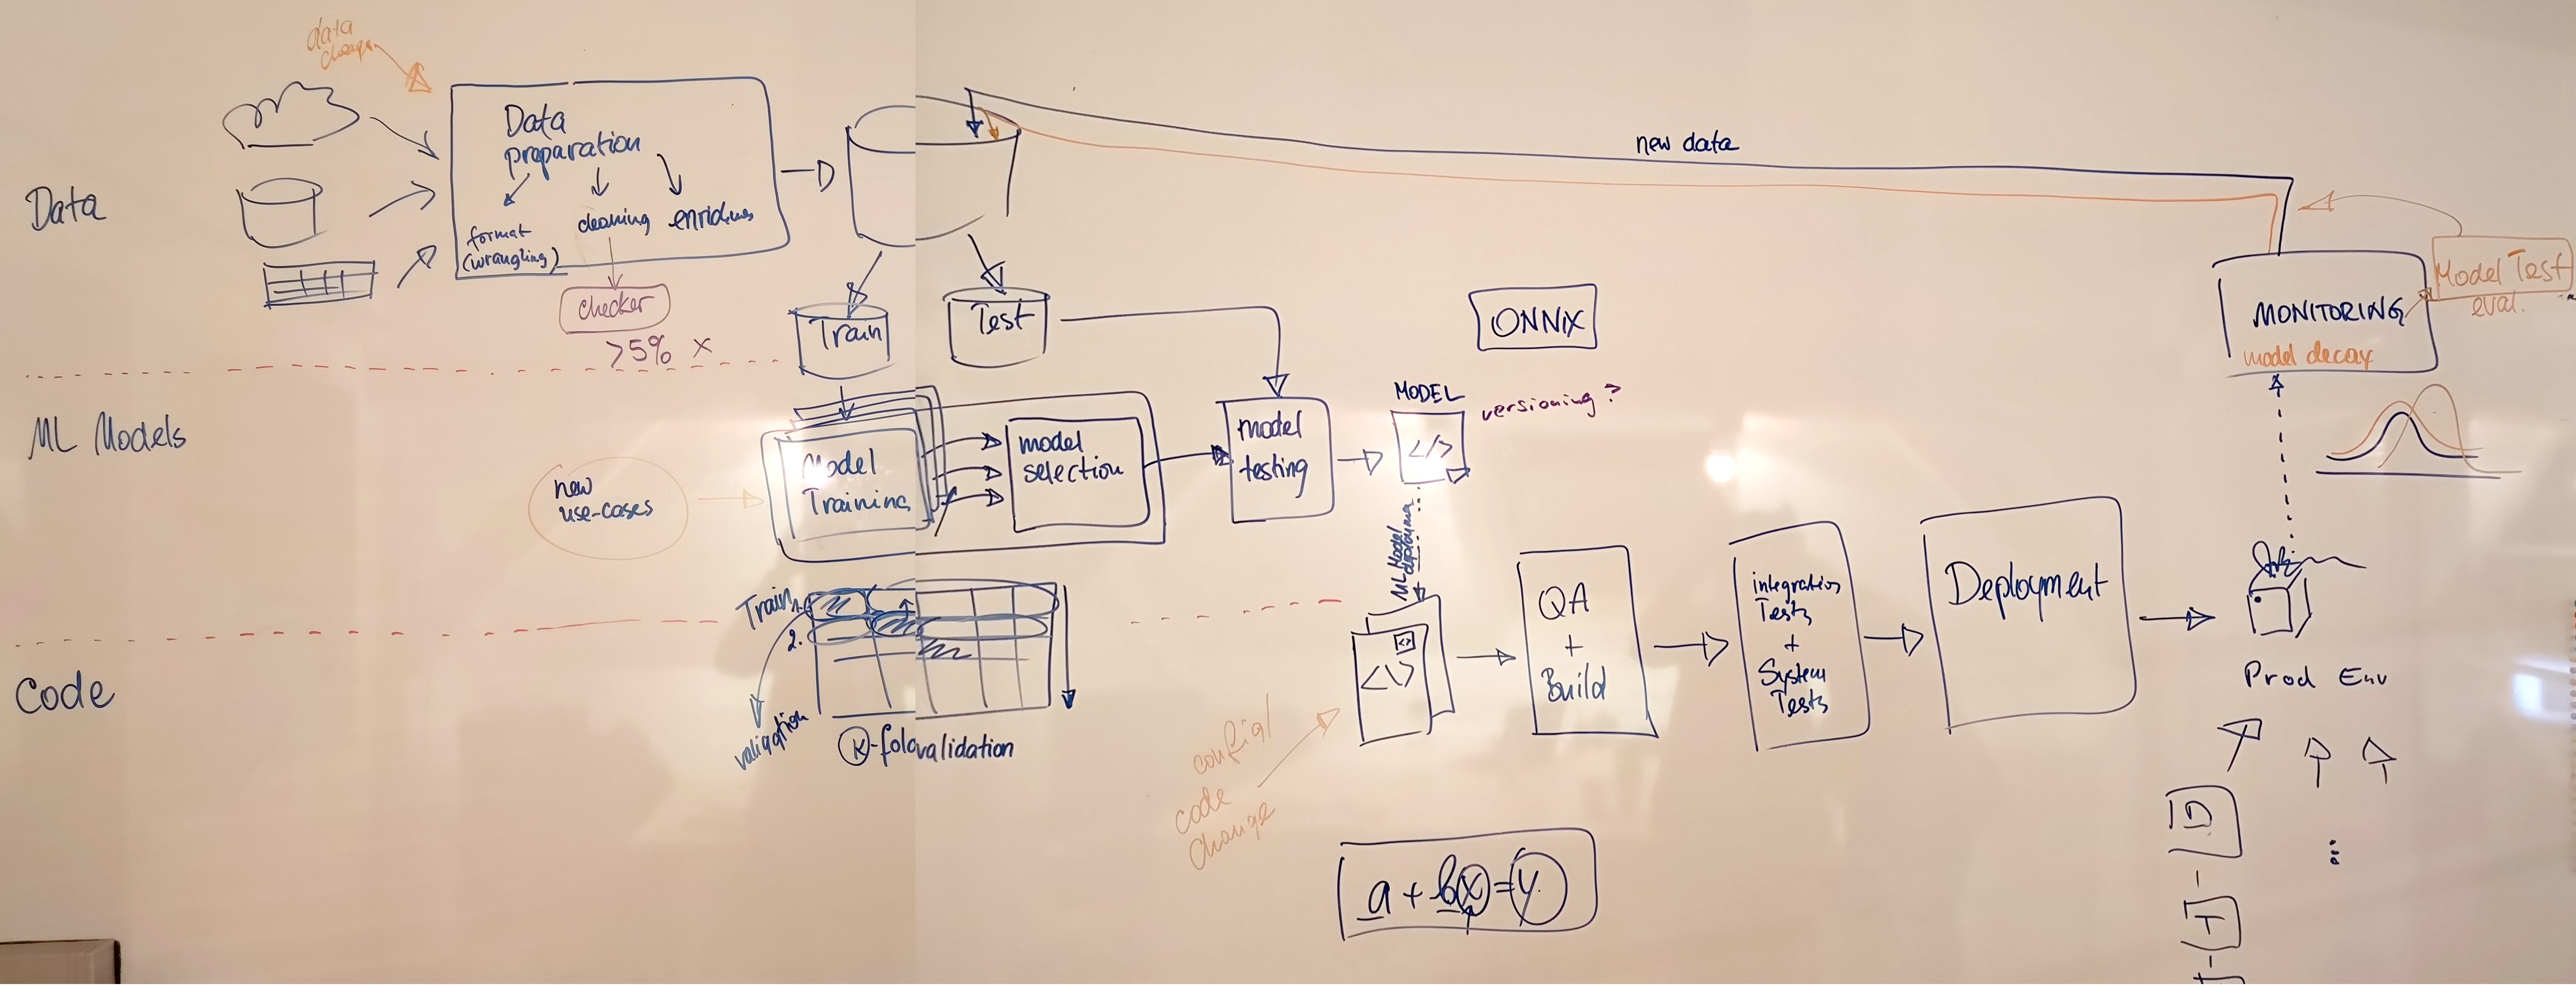 data
change
Data
preparation
format
(wrangling)
cleaning
checker
>5% x
Data
new data
Train
Test
ONNX
MONITORING
model decay
Model Test
eval.
ML Models
new
use-cases
Model
Training
model
selection
model
testing
MODEL
</>
versioning?
ML Model
Train 1.
2.
validation
K-fold validation
Code
config/
code
change
<>
<\>
QA
+
Build
integration
Tests
+
System
Tests
Deployment
Prod Env
D
T
...
a + bx = y